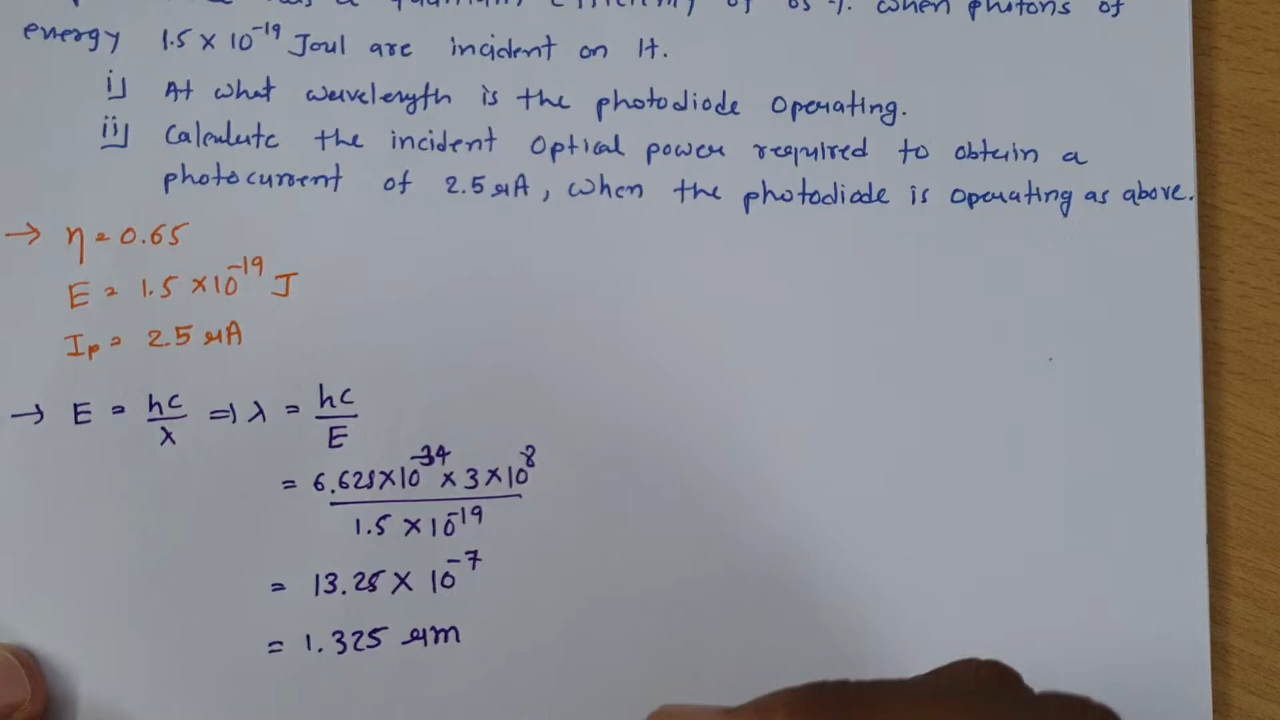 of
energy 1.5 × 10^-19 Joul are incident on It.
i) At what wavelength is the photodiode operating.
ii) Calculate the incident optical power required to obtain a
photocurrent of 2.5 μA, when the photodiode is operating as above.
→ η = 0.65
E = 1.5 × 10^-19 J
Ip = 2.5 μA
→ E = hc/λ ⇒ λ = hc/E
= 6.625×10^-34 × 3 × 10^8
1.5 × 10^-19
= 13.25 × 10^-7
= 1.325 μm